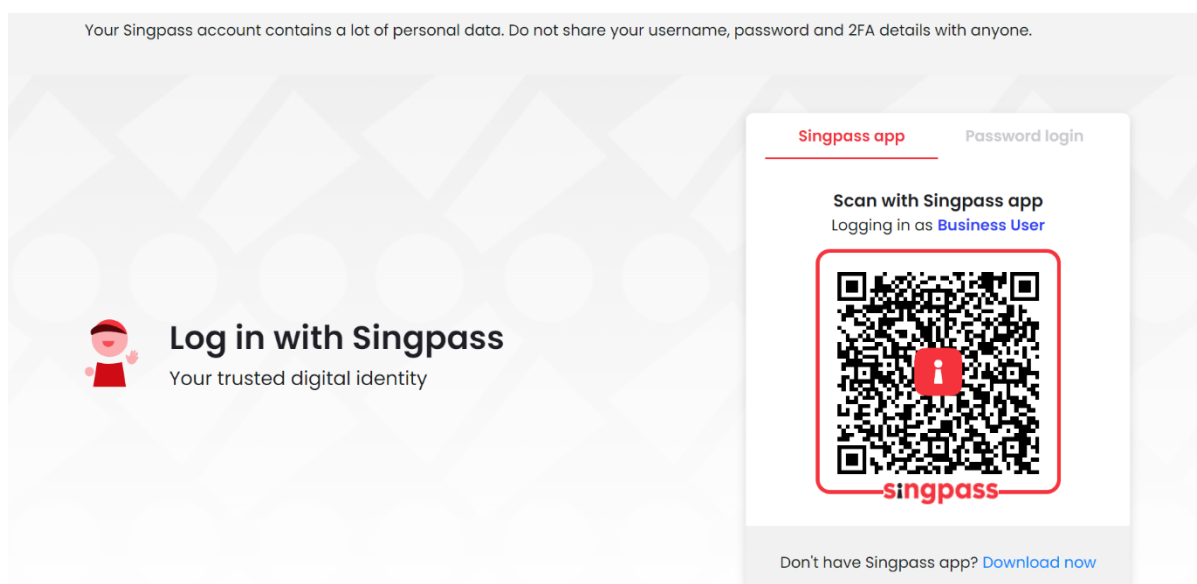 Your Singpass account contains a lot of personal data. Do not share your username, password and 2FA details with anyone.
Singpass app
Password login
Scan with Singpass app
Logging in as Business User
singpass
Log in with Singpass
Your trusted digital identity
Don't have Singpass app? Download now